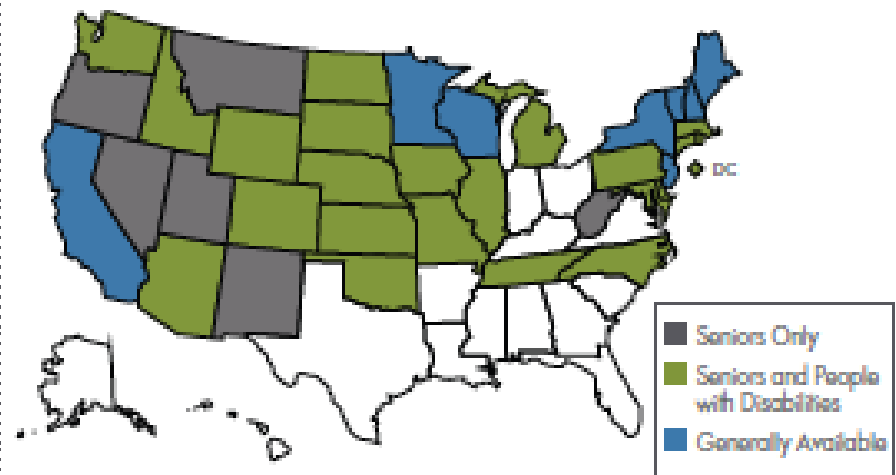 DC
Seniors Only
Seniors and People
with Disabilities
Generally Available